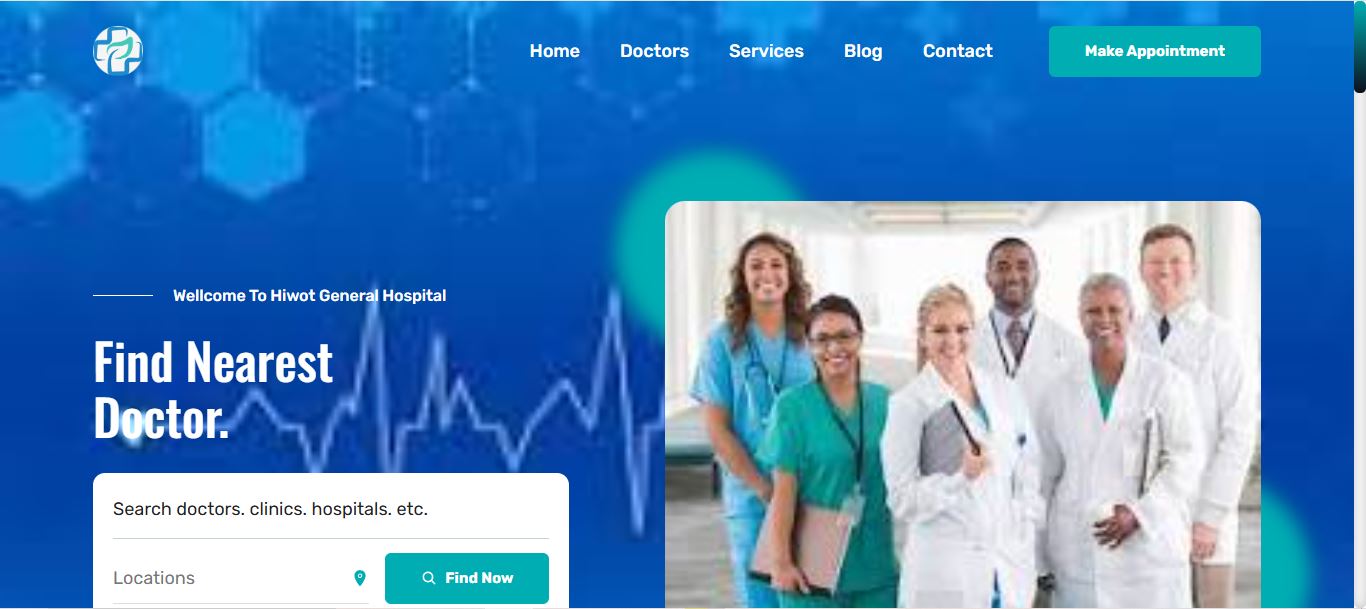 Home Doctors Services Blog Contact Make Appointment
Wellcome To Hiwot General Hospital
Find Nearest
Doctor.
Search doctors. clinics. hospitals. etc.
Locations Find Now